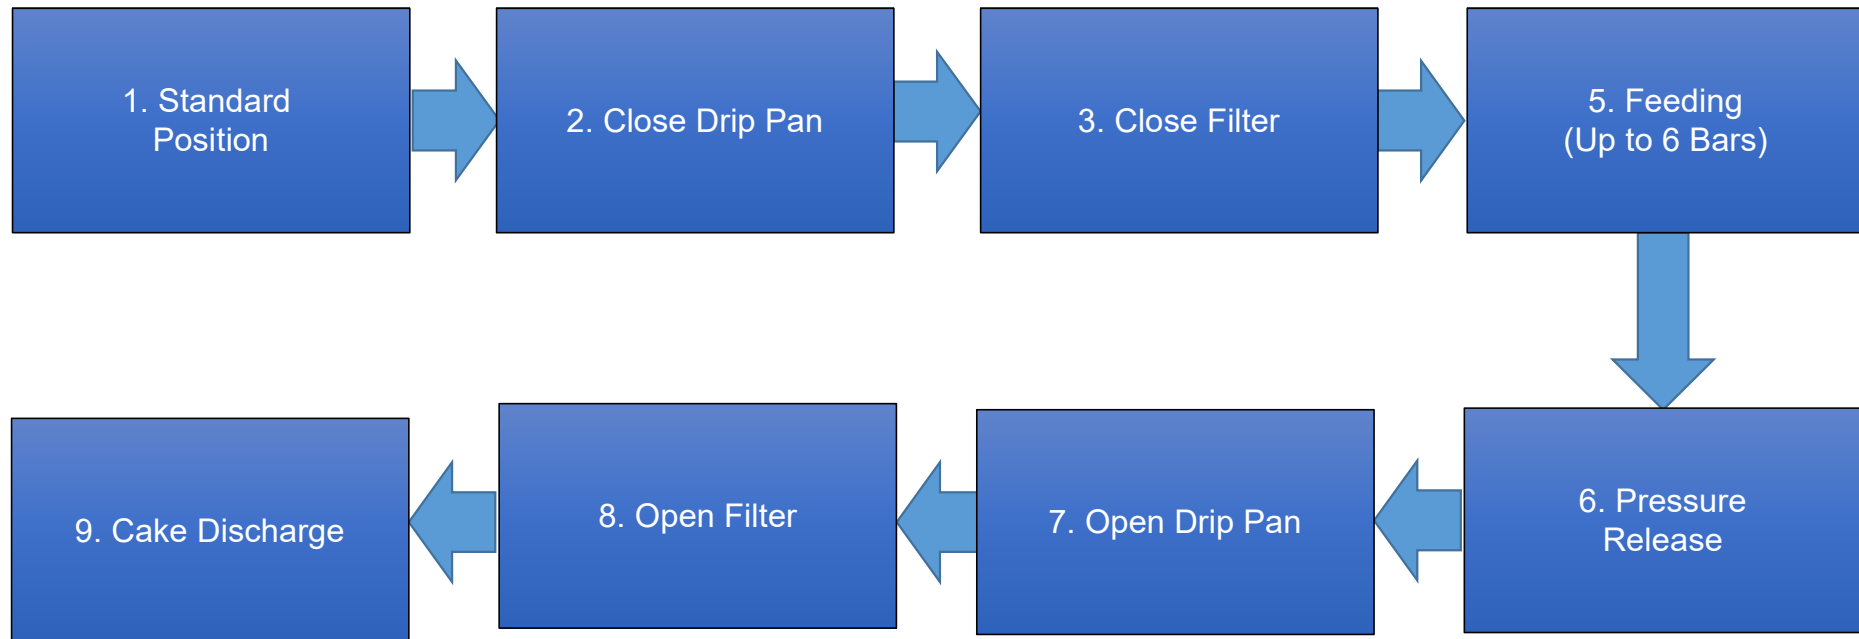 1. Standard
Position
2. Close Drip Pan
3. Close Filter
5. Feeding
(Up to 6 Bars)
6. Pressure
Release
7. Open Drip Pan
8. Open Filter
9. Cake Discharge